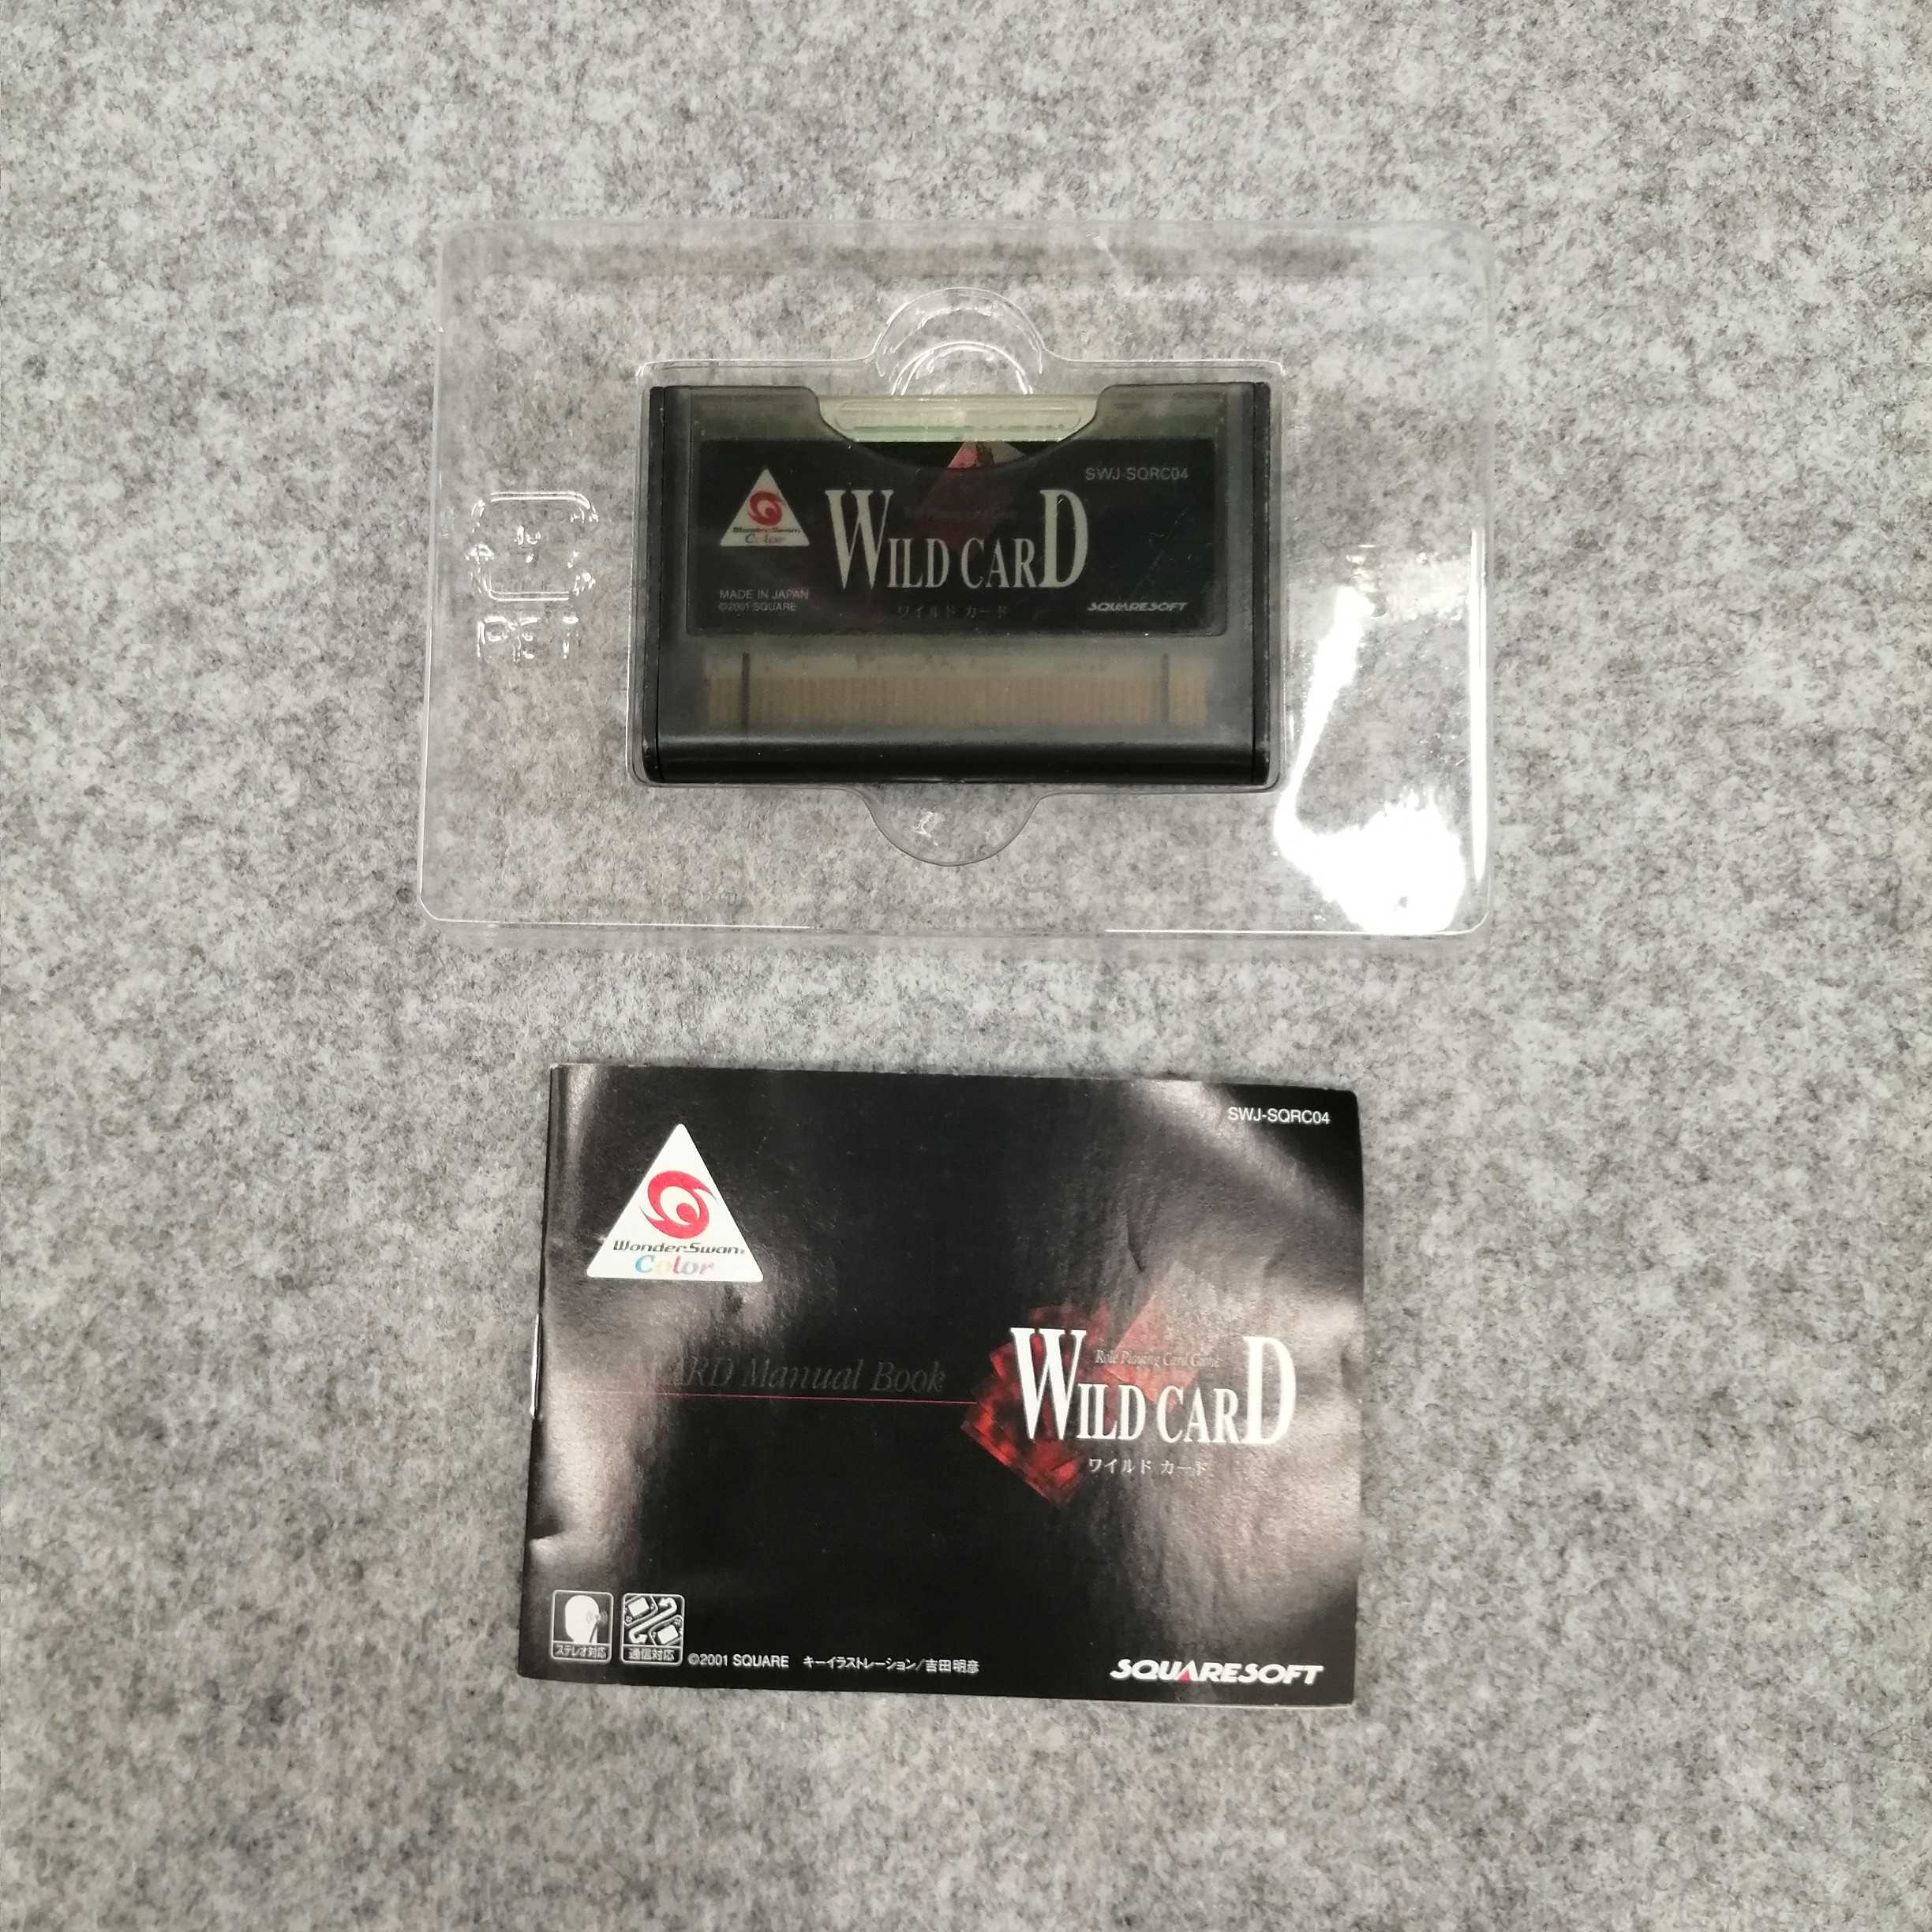 SWJ-SQRC04
WonderSwan
Color
WILD CARD
MADE IN JAPAN
©2001 SQUARE
ワイルド カード
SQUARESOFT
PET
SWJ-SQRC04
WonderSwan
Color
Manual Book
Role Playing Card Game
WILD CARD
ワイルド カード
ステレオ対応
通信対応
©2001 SQUARE キーイラストレーション/吉田明彦
SQUARESOFT